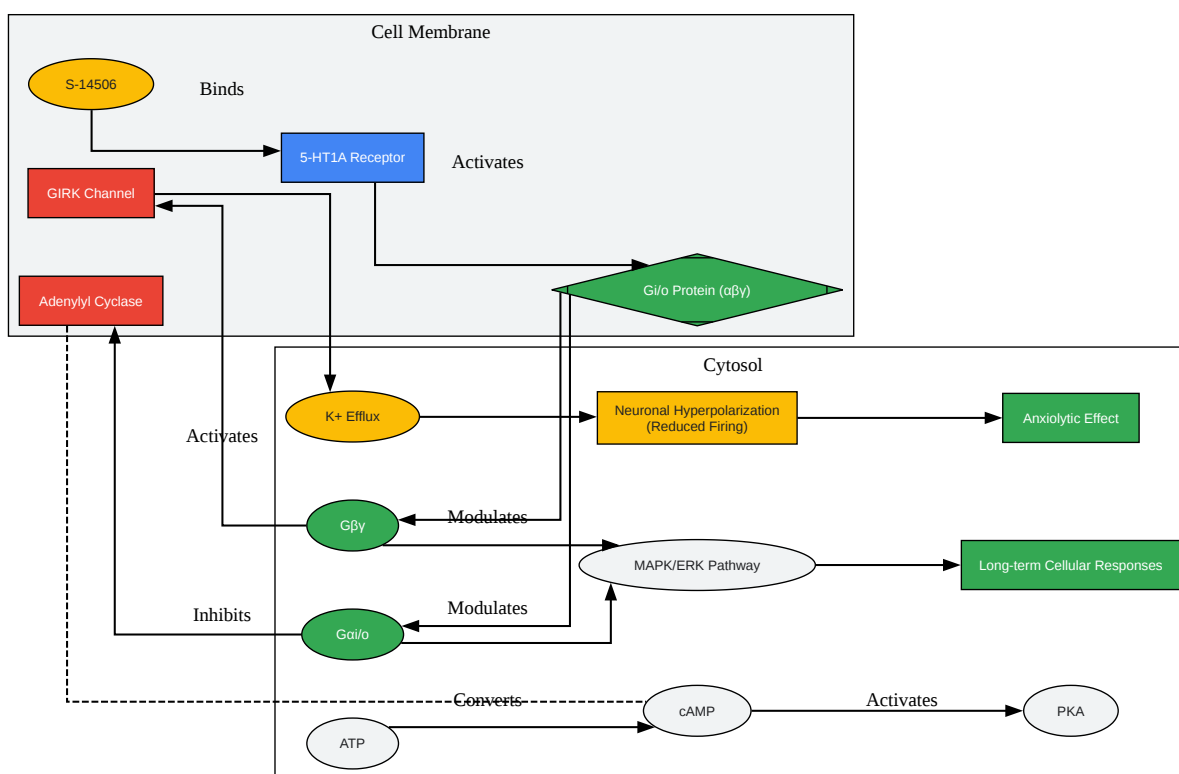 Cell Membrane
S-14506
Binds
5-HT1A Receptor
Activates
GIRK Channel
Gi/o Protein (αβγ)
Adenylyl Cyclase
Cytosol
K+ Efflux
Neuronal Hyperpolarization
(Reduced Firing)
Anxiolytic Effect
Activates
Gβγ
Modulates
MAPK/ERK Pathway
Long-term Cellular Responses
Inhibits
Modulates
Gαi/o
Converts
cAMP
Activates
PKA
ATP